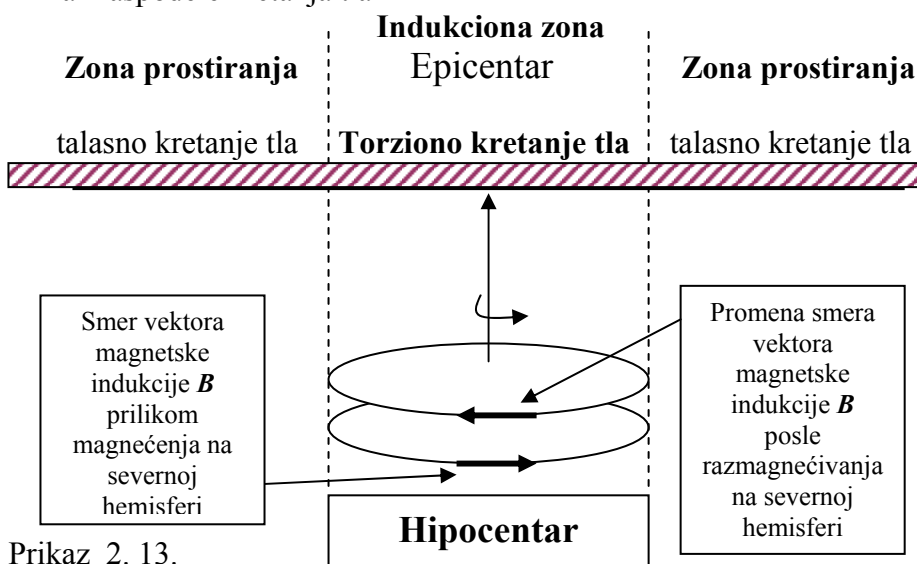 Indukciona zona
Zona prostiranja Epicentar Zona prostiranja
talasno kretanje tla Torziono kretanje tla talasno kretanje tla
Smer vektora
magnetske
indukcije B
prilikom
magnećenja na
severnoj
hemisferi
Promena smera
vektora
magnetske
indukcije B
posle
razmagnećivanja
na severnoj
hemisferi
Hipocentar
Prikaz 2. 13.